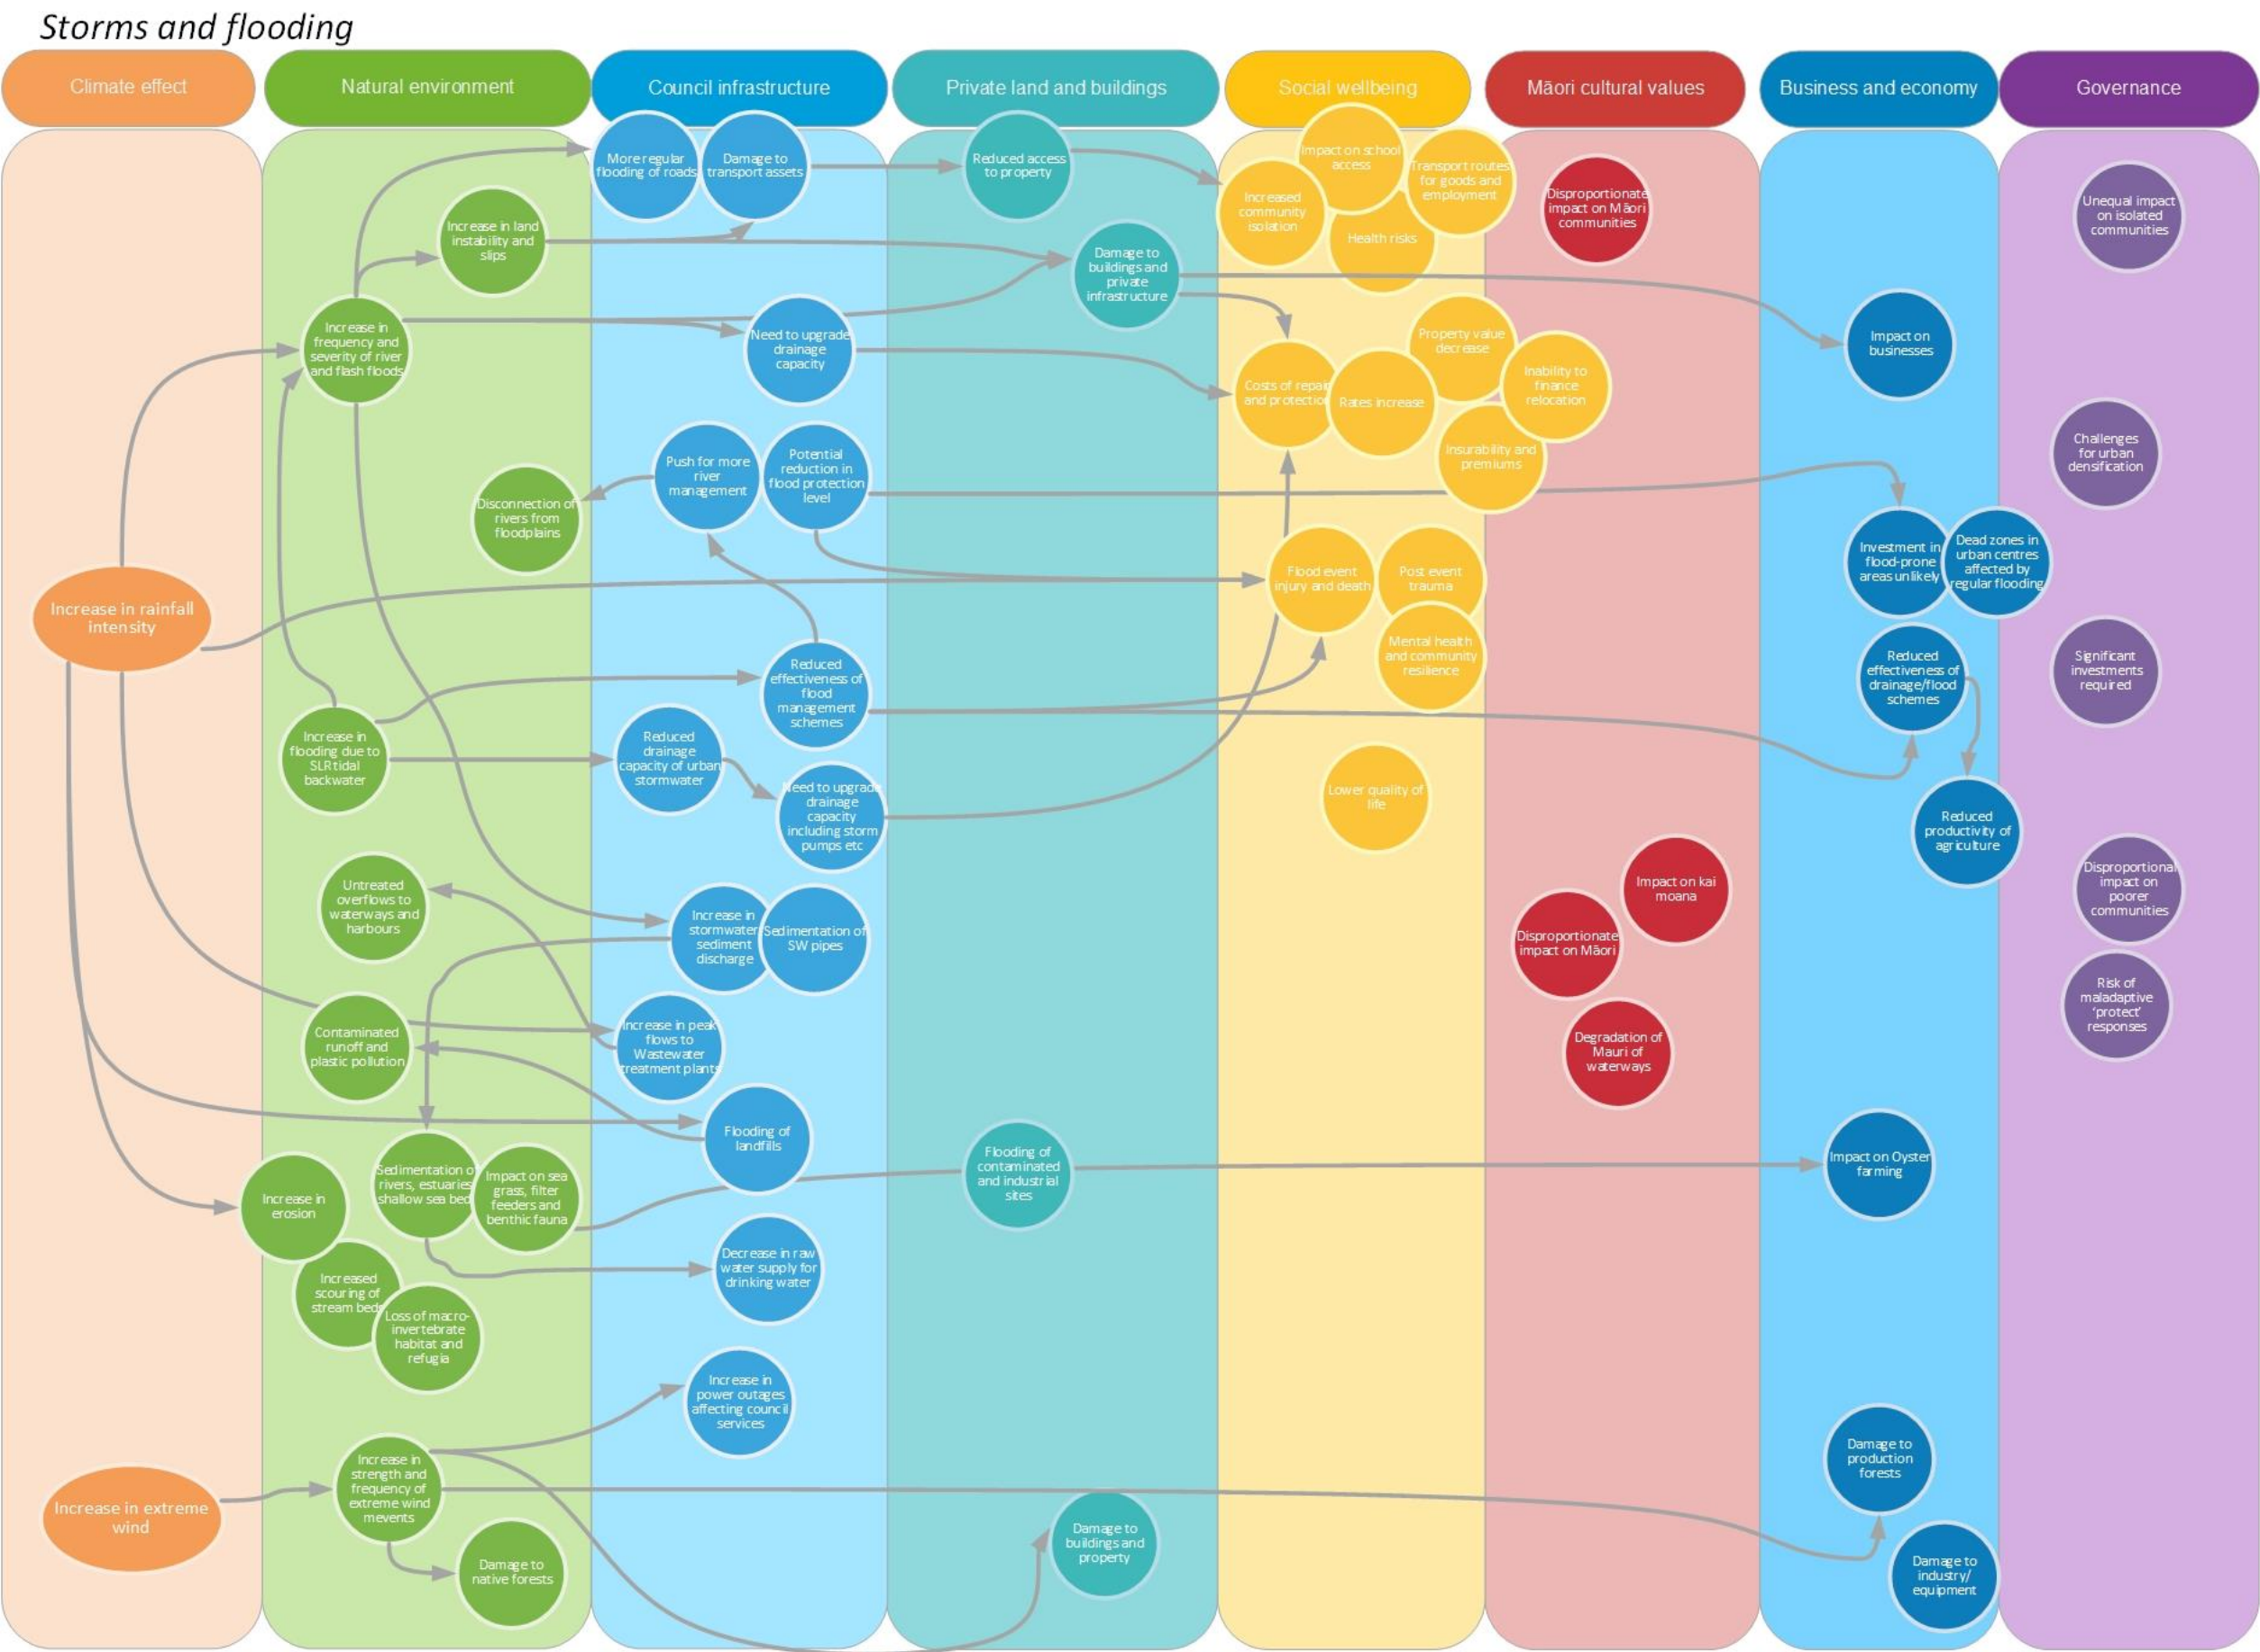 Storms and flooding
Climate effect
Natural environment
Council infrastructure
Private land and buildings
Social wellbeing
Māori cultural values
Business and economy
Governance
Increase in rainfall
intensity
Increase in extreme
wind
Increase in land
instability and
slips
Increase in
frequency and
severity of river
and flash floods
Disconnection of
rivers from
floodplains
Increase in
flooding due to
SLR tidal
backwater
Untreated
overflows to
waterways and
harbours
Contaminated
runoff and
plastic pollution
Increase in
erosion
Sedimentation o
rivers, estuaries
shallow sea bed
Impact on sea
grass, filter
feeders and
benthic fauna
Increased
scouring of
stream beds
Loss of macro-
invertebrate
habitat and
refugia
Increase in
strength and
frequency of
extreme wind
mevents
Damage to
native forests
More regular
flooding of roads
Damage to
transport assets
Need to upgrade
drainage
capacity
Push for more
river
management
Potential
reduction in
flood protection
level
Reduced
effectiveness of
flood
management
schemes
Reduced
drainage
capacity of urban
stormwater
Need to upgrade
drainage
capacity
including storm
pumps etc
Increase in
stormwater
sediment
discharge
Sedimentation of
SW pipes
Increase in peak
flows to
Wastewater
treatment plants
Flooding of
landfills
Decrease in raw
water supply for
drinking water
Increase in
power outages
affecting council
services
Reduced access
to property
Damage to
buildings and
private
infrastructure
Flooding of
contaminated
and industrial
sites
Damage to
buildings and
property
Impact on school
access
Transport routes
for goods and
employment
Increased
community
isolation
Health risks
Property value
decrease
Inability to
finance
relocation
Costs of repair
and protection
Rates increase
Insurability and
premiums
Flood event
injury and death
Post event
trauma
Mental health
and community
resilience
Lower quality of
life
Disproportionate
impact on Māori
communities
Impact on kai
moana
Disproportionate
impact on Māori
Degradation of
Mauri of
waterways
Impact on
businesses
Investment in
flood-prone
areas unlikely
Dead zones in
urban centres
affected by
regular flooding
Reduced
effectiveness of
drainage/flood
schemes
Reduced
productivity of
agriculture
Impact on Oyster
farming
Damage to
production
forests
Damage to
industry/
equipment
Unequal impact
on isolated
communities
Challenges
for urban
densification
Significant
investments
required
Disproportional
impact on
poorer
communities
Risk of
maladaptive
'protect'
responses